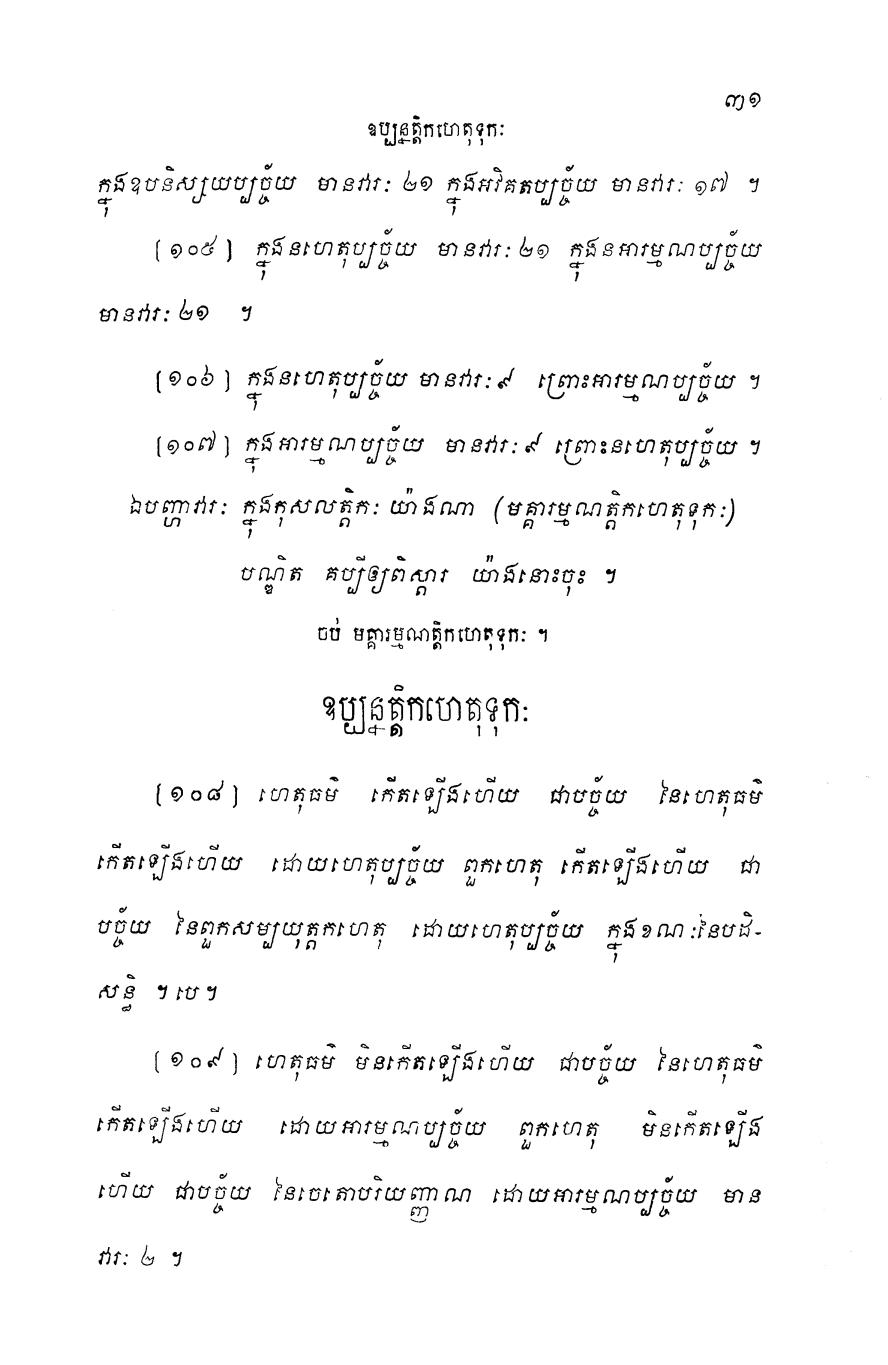 ៣១
ឧប្បន្នត្តិកហេតុទុកៈ
ក្នុងឧបនិស្សយប្បច្ច័យ មានវារៈ ២១ ក្នុងអវិគតប្បច្ច័យ មានវារៈ ១៧ ។
[១០៥] ក្នុងនហេតុប្បច្ច័យ មានវារៈ ២១ ក្នុងនអារម្មណប្បច្ច័យ
មានវារៈ ២១ ។
[១០៦] ក្នុងនហេតុប្បច្ច័យ មានវារៈ ៩ ព្រោះអារម្មណប្បច្ច័យ ។
[១០៧] ក្នុងអារម្មណប្បច្ច័យ មានវារៈ ៩ ព្រោះនហេតុប្បច្ច័យ ។
ឯបញ្ហាវារៈ ក្នុងកុសលត្តិកៈ យ៉ាងណា (មគ្គារម្មណត្តិកហេតុទុកៈ)
បណ្ឌិត គប្បីឲ្យពិស្តារ យ៉ាងនោះចុះ ។
ចប់ មគ្គារម្មណត្តិកហេតុទុកៈ ។
ឧប្បន្នត្តិកហេតុទុកៈ
[១០៨] ហេតុធម៌ កើតឡើងហើយ ជាបច្ច័យ នៃហេតុធម៌
កើតឡើងហើយ ដោយហេតុប្បច្ច័យ ពួកហេតុ កើតឡើងហើយ ជា
បច្ច័យ នៃពួកសម្បយុត្តកហេតុ ដោយហេតុប្បច្ច័យ ក្នុងខណៈនៃបដិ-
សន្ធិ ។ បេ ។
[១០៩] ហេតុធម៌ មិនកើតឡើងហើយ ជាបច្ច័យ នៃហេតុធម៌
កើតឡើងហើយ ដោយអារម្មណប្បច្ច័យ ពួកហេតុ មិនកើតឡើង
ហើយ ជាបច្ច័យ នៃចេតោបរិយញ្ញាណ ដោយអារម្មណប្បច្ច័យ មាន
វារៈ ២ ។